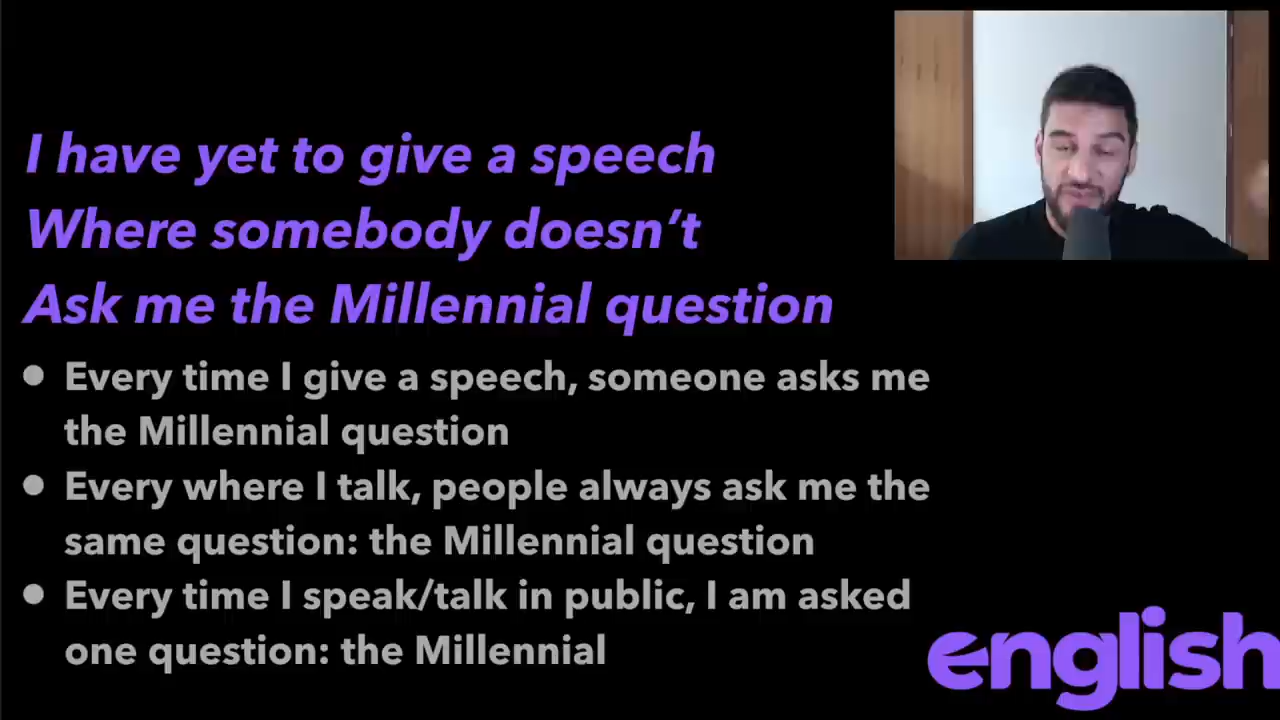 I have yet to give a speech
Where somebody doesn’t
Ask me the Millennial question
• Every time I give a speech, someone asks me
the Millennial question
• Every where I talk, people always ask me the
same question: the Millennial question
• Every time I speak/talk in public, I am asked
one question: the Millennial
english